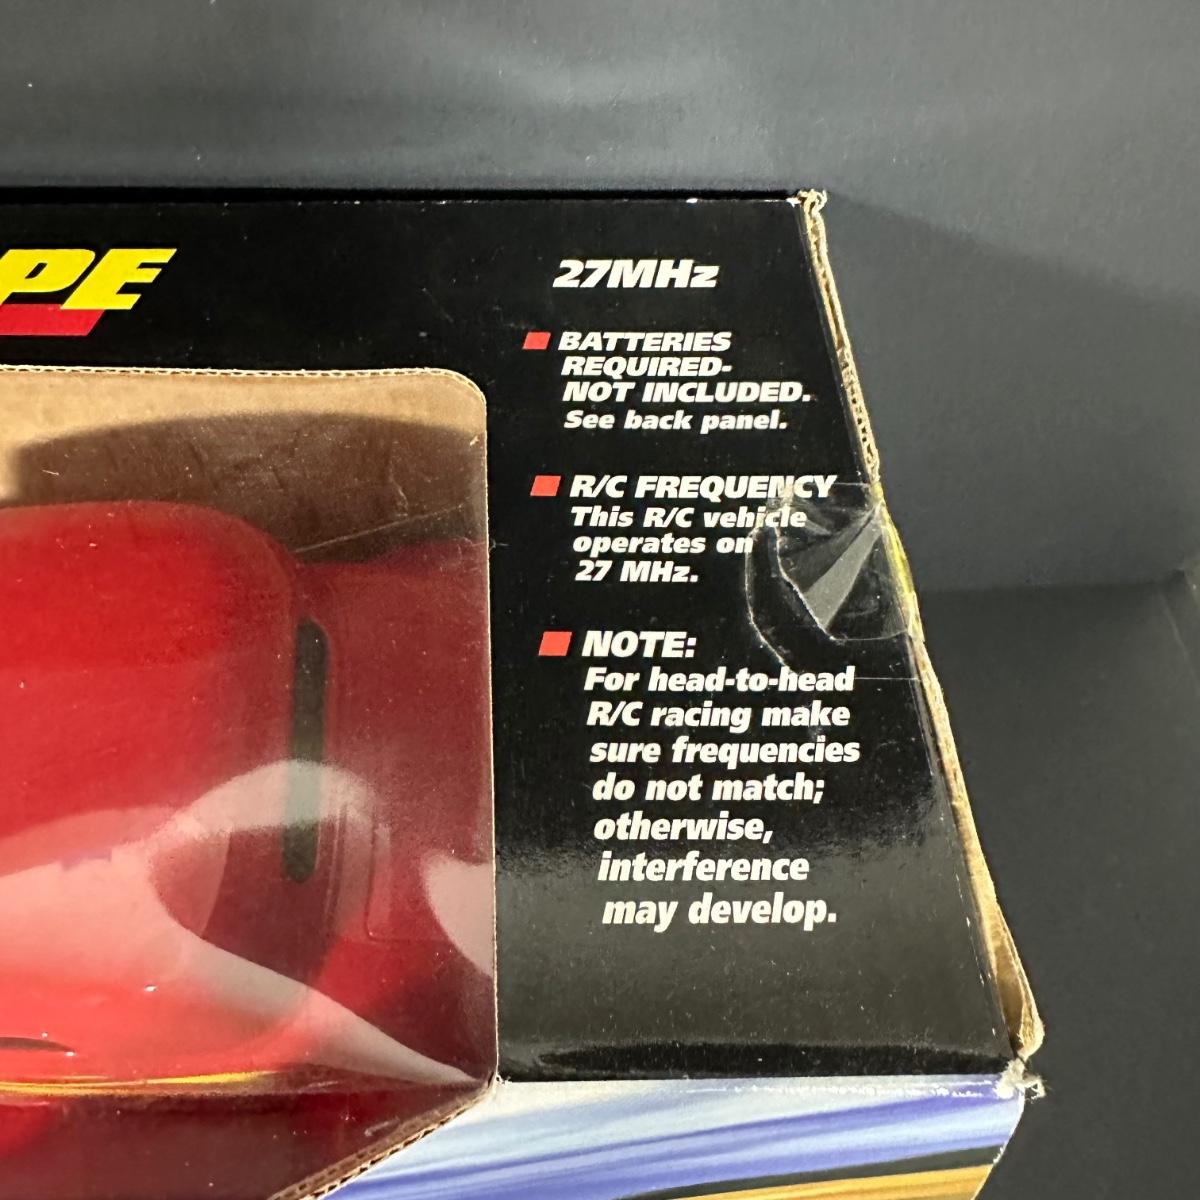 PE
27MHz
BATTERIES
REQUIRED-
NOT INCLUDED.
See back panel.
R/C FREQUENCY
This R/C vehicle
operates on
27 MHz.
NOTE:
For head-to-head
R/C racing make
sure frequencies
do not match;
otherwise,
interference
may develop.